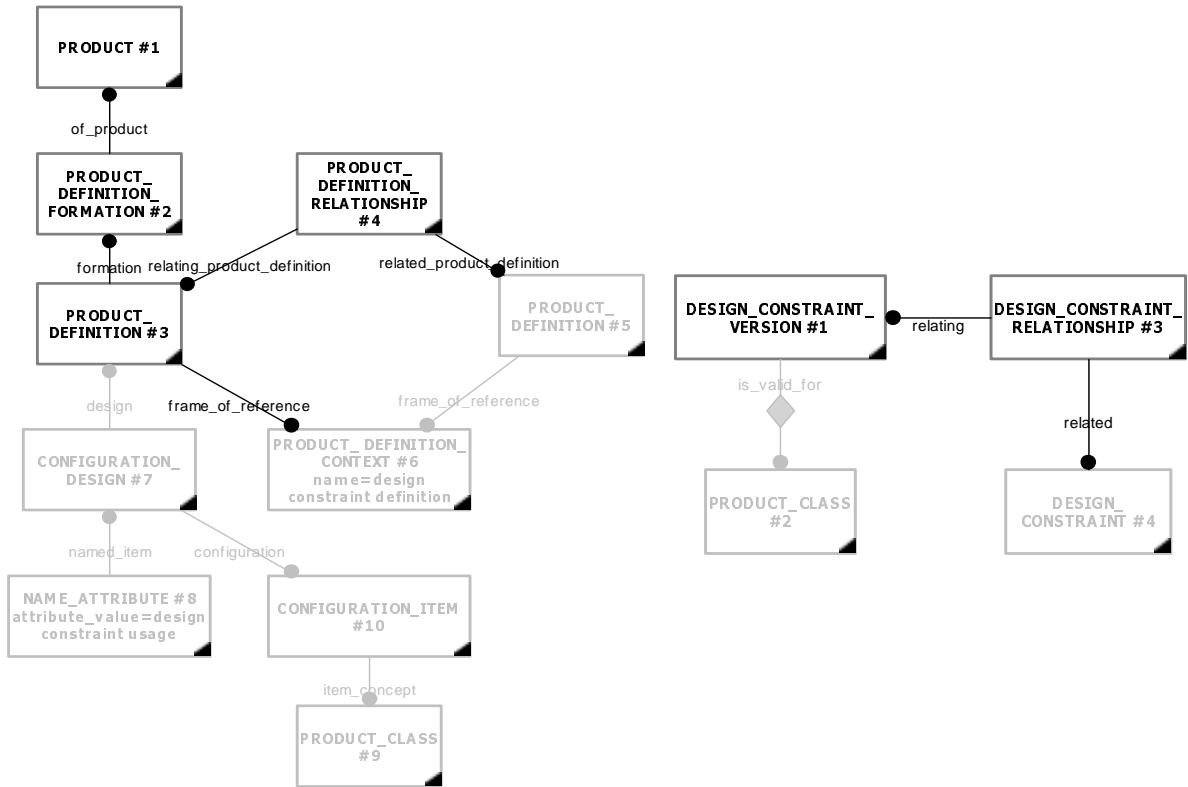 PRODUCT #1
of_product
PRODUCT_
DEFINITION_
FORMATION #2
PRODUCT_
DEFINITION_
RELATIONSHIP
#4
formation
relating_product_definition
related_product_definition
PRODUCT_
DEFINITION #3
PRODUCT_
DEFINITION #5
DESIGN_CONSTRAINT_
VERSION #1
relating
DESIGN_CONSTRAINT_
RELATIONSHIP #3
design
frame_of_reference
frame_of_reference
is_valid_for
related
CONFIGURATION_
DESIGN #7
PRODUCT_ DEFINITION_
CONTEXT #6
name=design
constraint definition
PRODUCT_CLASS
#2
DESIGN_
CONSTRAINT #4
named_item
configuration
NAME_ATTRIBUTE #8
attribute_value=design
constraint usage
CONFIGURATION_ITEM
#10
item_concept
PRODUCT_CLASS
#9